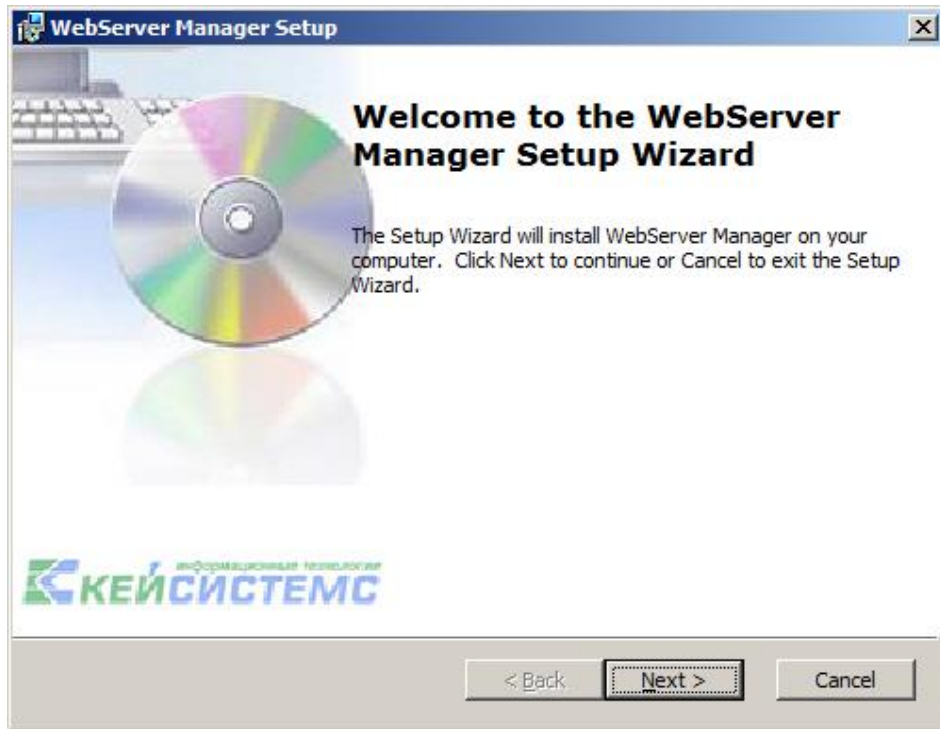 WebServer Manager Setup
Welcome to the WebServer
Manager Setup Wizard
The Setup Wizard will install WebServer Manager on your
computer. Click Next to continue or Cancel to exit the Setup
Wizard.
информационные технологии
КЕЙСИСТЕМС
< Back
Next >
Cancel